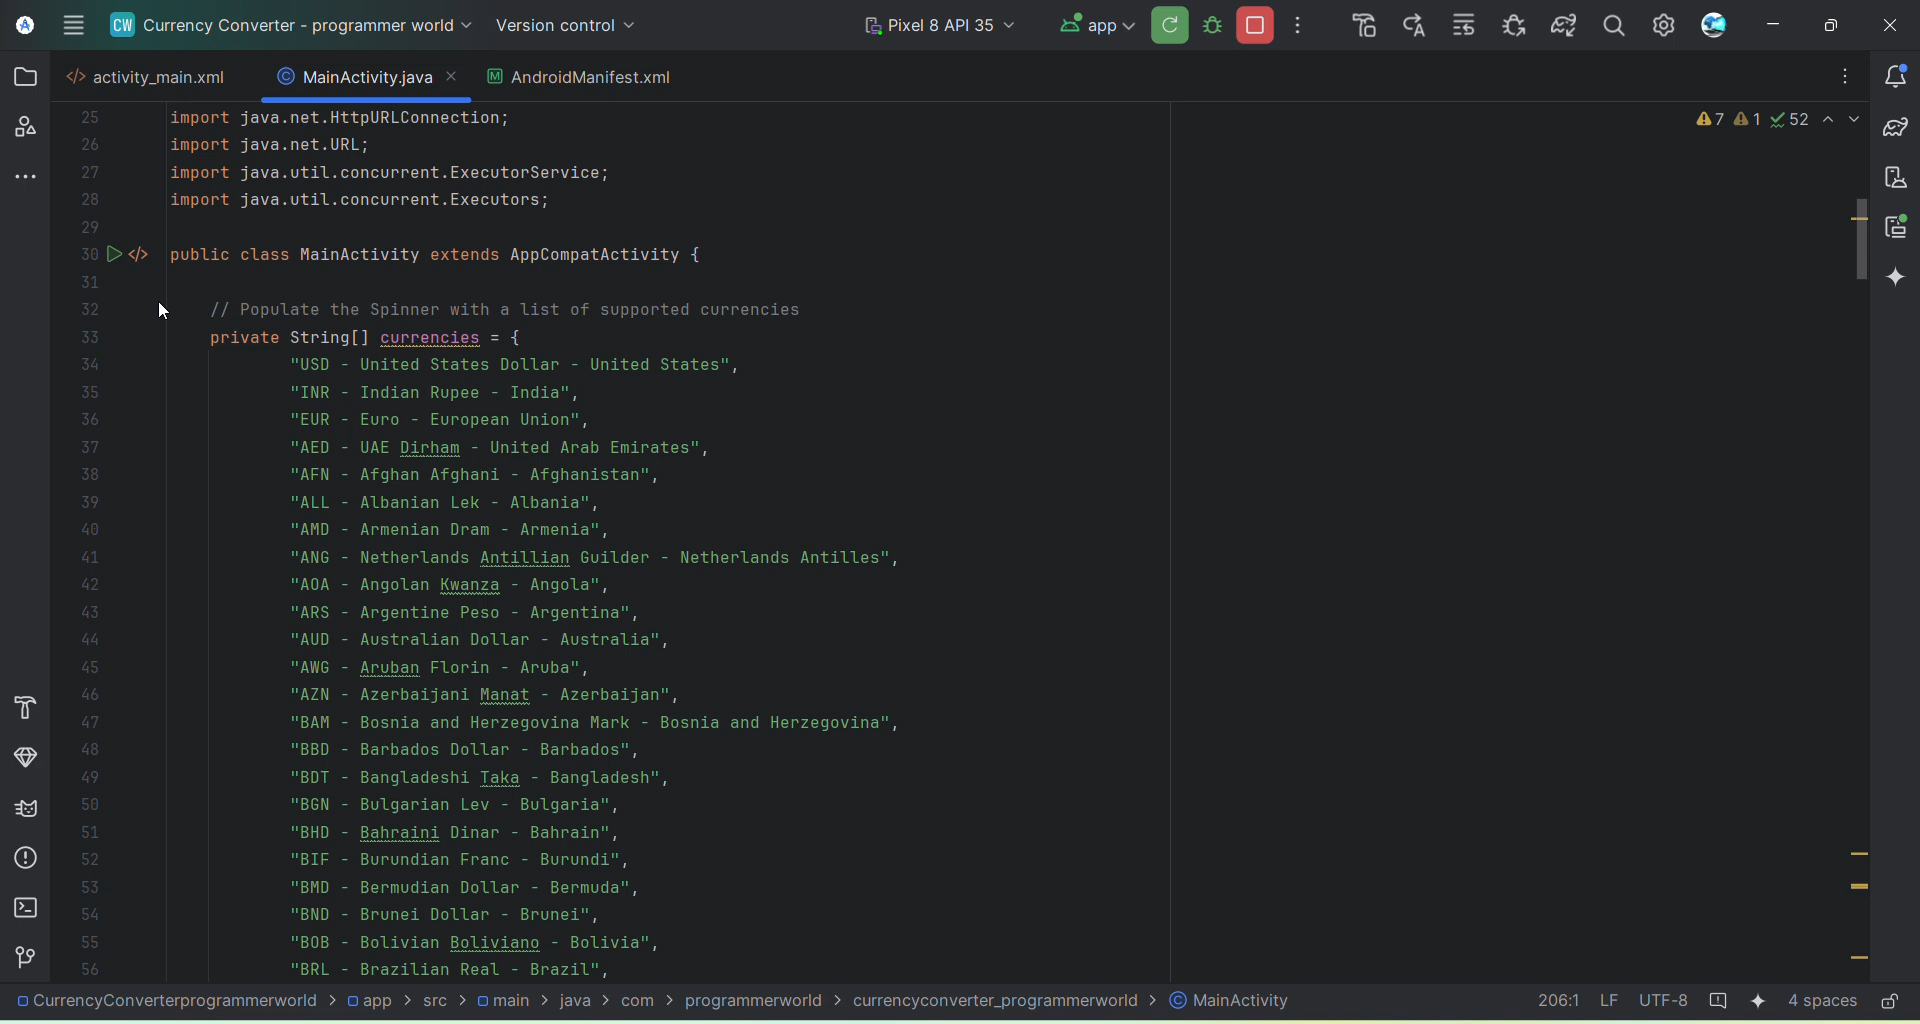 CW Currency Converter - programmer world Version control Pixel 8 API 35 app
activity_main.xml MainActivity.java AndroidManifest.xml
7 1 52
25 import java.net.HttpURLConnection;
26 import java.net.URL;
27 import java.util.concurrent.ExecutorService;
28 import java.util.concurrent.Executors;
29
30 public class MainActivity extends AppCompatActivity {
31
32 // Populate the Spinner with a list of supported currencies
33 private String[] currencies = {
34 "USD - United States Dollar - United States",
35 "INR - Indian Rupee - India",
36 "EUR - Euro - European Union",
37 "AED - UAE Dirham - United Arab Emirates",
38 "AFN - Afghan Afghani - Afghanistan",
39 "ALL - Albanian Lek - Albania",
40 "AMD - Armenian Dram - Armenia",
41 "ANG - Netherlands Antillian Guilder - Netherlands Antilles",
42 "AOA - Angolan Kwanza - Angola",
43 "ARS - Argentine Peso - Argentina",
44 "AUD - Australian Dollar - Australia",
45 "AWG - Aruban Florin - Aruba",
46 "AZN - Azerbaijani Manat - Azerbaijan",
47 "BAM - Bosnia and Herzegovina Mark - Bosnia and Herzegovina",
48 "BBD - Barbados Dollar - Barbados",
49 "BDT - Bangladeshi Taka - Bangladesh",
50 "BGN - Bulgarian Lev - Bulgaria",
51 "BHD - Bahraini Dinar - Bahrain",
52 "BIF - Burundian Franc - Burundi",
53 "BMD - Bermudian Dollar - Bermuda",
54 "BND - Brunei Dollar - Brunei",
55 "BOB - Bolivian Boliviano - Bolivia",
56 "BRL - Brazilian Real - Brazil",
CurrencyConverterprogrammerworld > app > src > main > java > com > programmerworld > currencyconverter_programmerworld > MainActivity 206:1 LF UTF-8 4 spaces